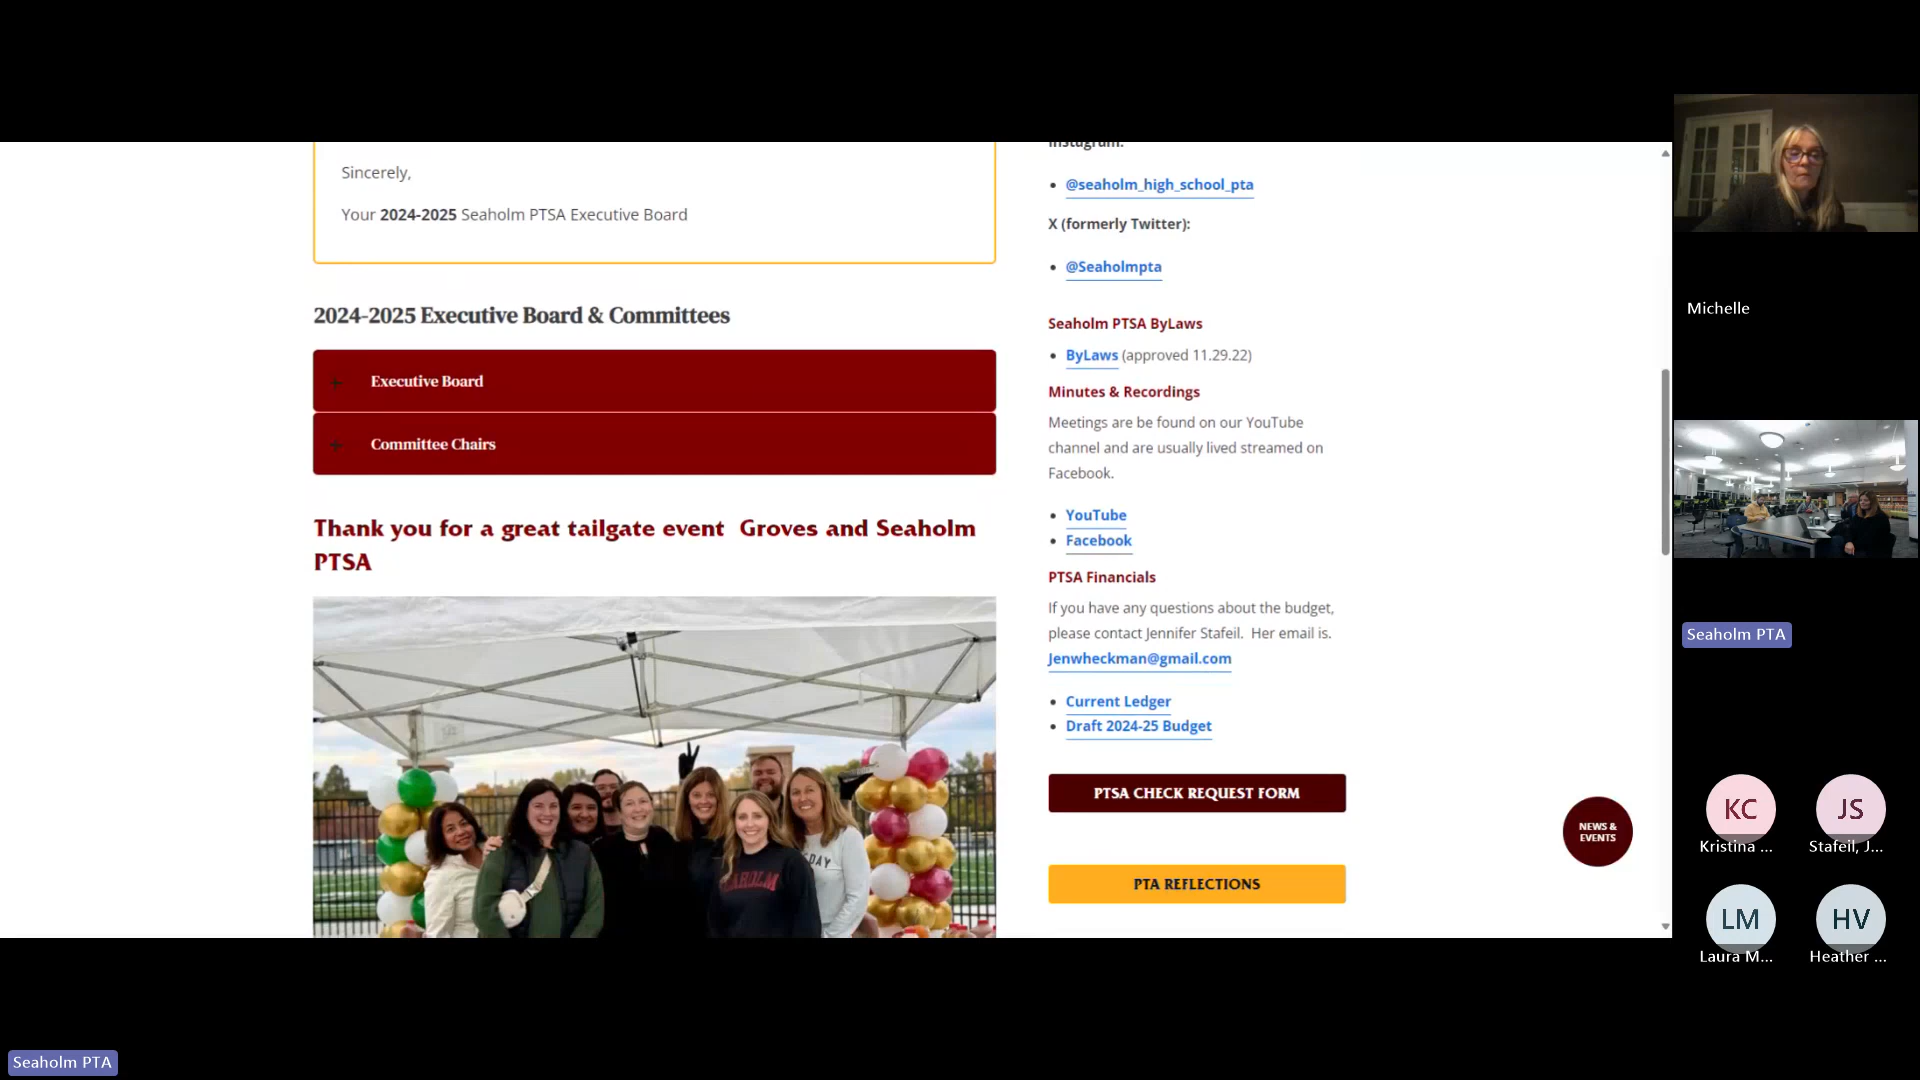 Sincerely,
Your 2024-2025 Seaholm PTSA Executive Board
2024-2025 Executive Board & Committees
+ Executive Board
+ Committee Chairs
Thank you for a great tailgate event Groves and Seaholm
PTSA
Instagram:
• @seaholm_high_school_pta
X (formerly Twitter):
• @Seaholmpta
Seaholm PTSA ByLaws
• ByLaws (approved 11.29.22)
Minutes & Recordings
Meetings are be found on our YouTube
channel and are usually lived streamed on
Facebook.
• YouTube
• Facebook
PTSA Financials
If you have any questions about the budget,
please contact Jennifer Stafeil. Her email is.
Jenwheckman@gmail.com
• Current Ledger
• Draft 2024-25 Budget
PTSA CHECK REQUEST FORM
PTA REFLECTIONS
NEWS &
EVENTS
Michelle
Seaholm PTA
KC
Kristina ...
JS
Stafeil, J...
LM
Laura M...
HV
Heather ...
Seaholm PTA